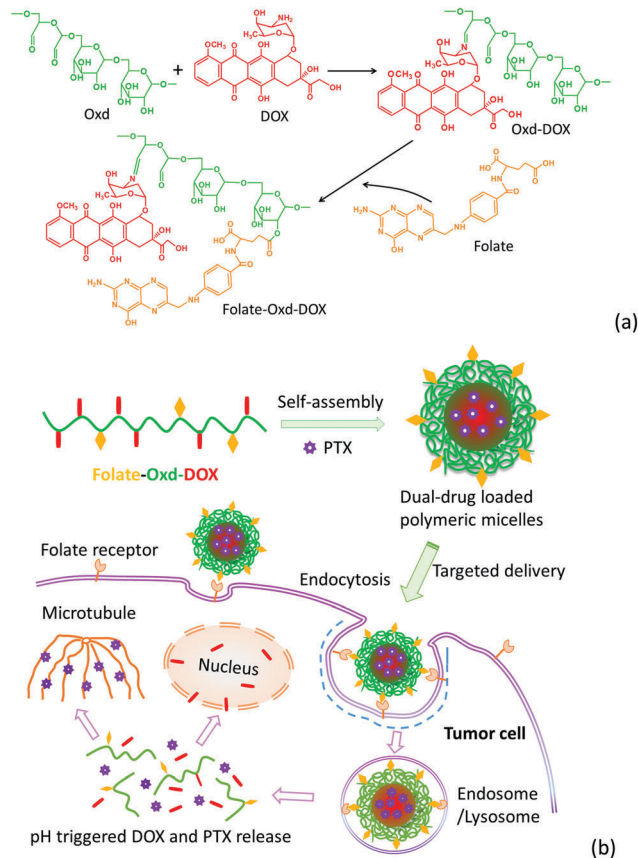 Oxd
+
DOX
Oxd-DOX
Folate
Folate-Oxd-DOX
(a)
Self-assembly
PTX
Folate-Oxd-DOX
Dual-drug loaded
polymeric micelles
Folate receptor
Endocytosis
Targeted delivery
Microtubule
Nucleus
Tumor cell
Endosome
/Lysosome
pH triggered DOX and PTX release
(b)